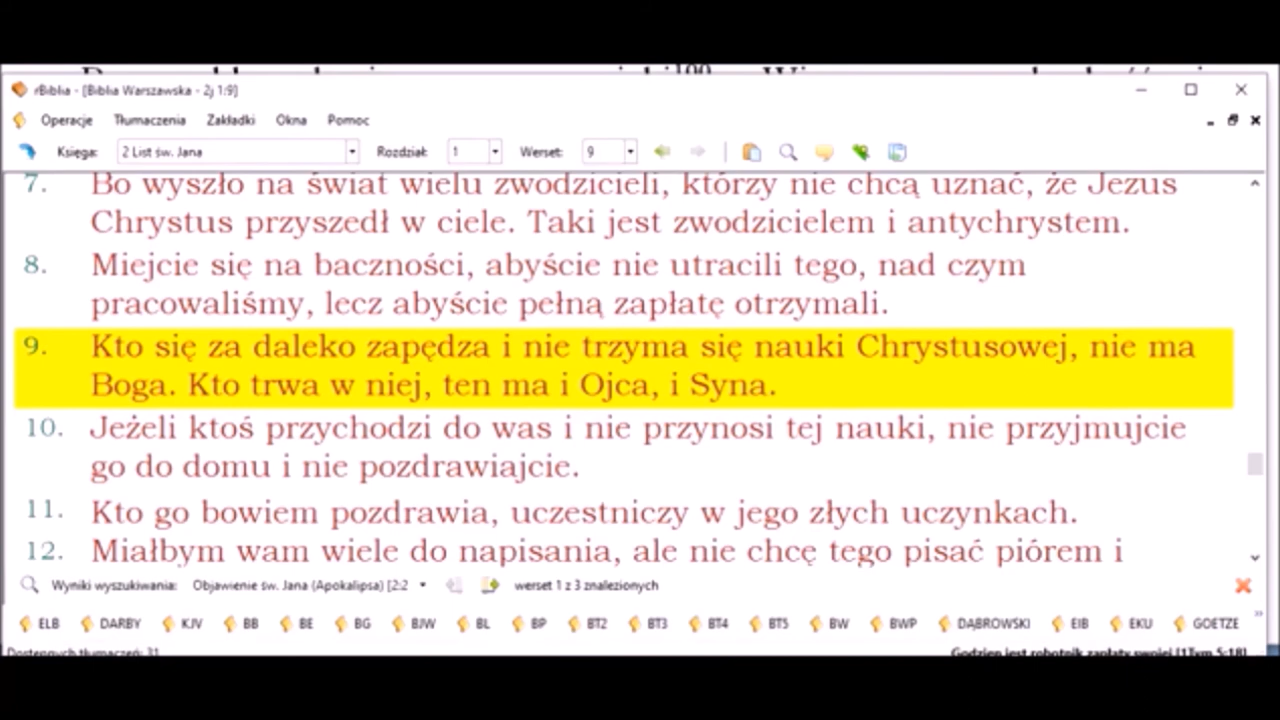 rBiblia - [Biblia Warszawska - 2J 1:9]
Operacje Tłumaczenia Zakładki Okna Pomoc
Księga: 2 List św. Jana Rozdział: 1 Werset: 9
7. Bo wyszło na świat wielu zwodzicieli, którzy nie chcą uznać, że Jezus
Chrystus przyszedł w ciele. Taki jest zwodzicielem i antychrystem.
8. Miejcie się na baczności, abyście nie utracili tego, nad czym
pracowaliśmy, lecz abyście pełną zapłatę otrzymali.
9. Kto się za daleko zapędza i nie trzyma się nauki Chrystusowej, nie ma
Boga. Kto trwa w niej, ten ma i Ojca, i Syna.
10. Jeżeli ktoś przychodzi do was i nie przynosi tej nauki, nie przyjmujcie
go do domu i nie pozdrawiajcie.
11. Kto go bowiem pozdrawia, uczestniczy w jego złych uczynkach.
12. Miałbym wam wiele do napisania, ale nie chcę tego pisać piórem i
Wyniki wyszukiwania: Objawienie św. Jana (Apokalipsa) [2:2 werset 1 z 3 znalezionych
ELB DARBY KJV BB BE BG BJW BL BP BT2 BT3 BT4 BT5 BW BWP DĄBROWSKI EIB EKU GOETZE
Dostępnych tłumaczeń: 31 Godzien jest robotnik zapłaty swojej [1Tym 5:18]